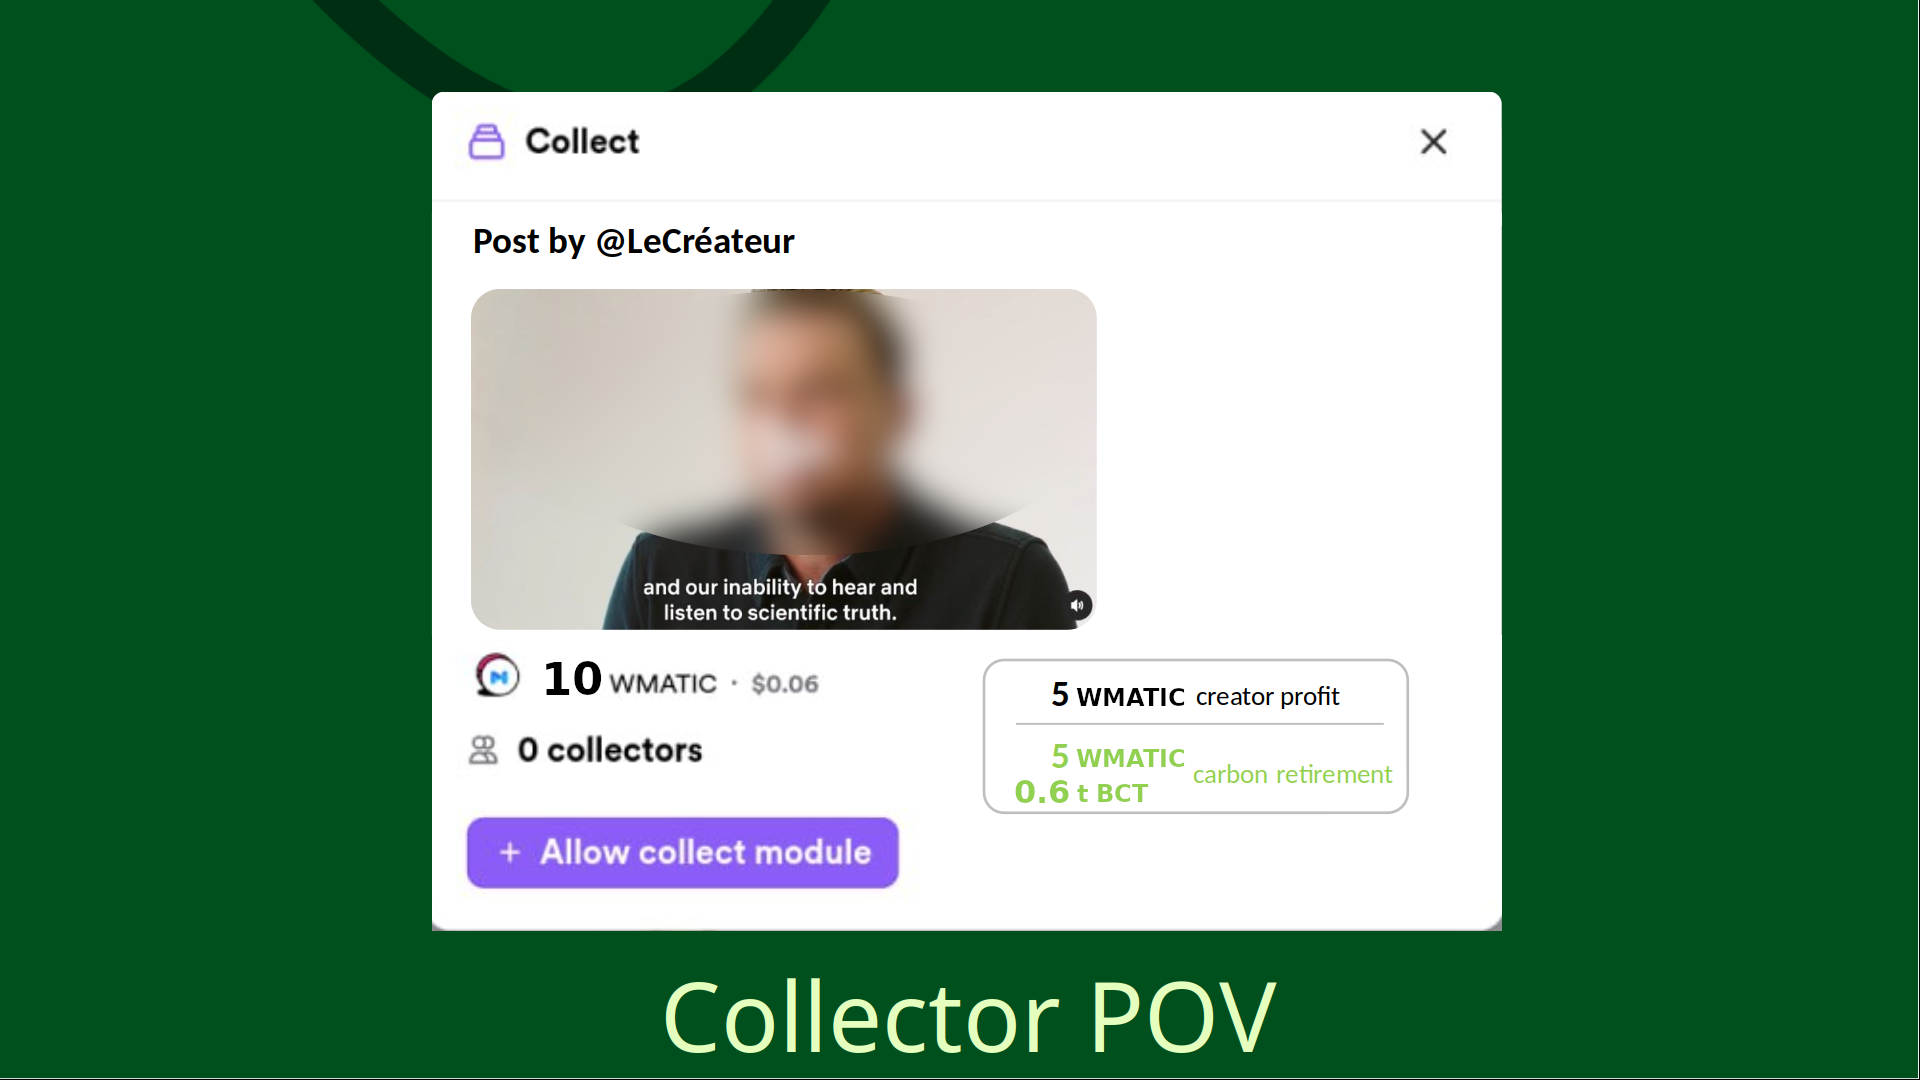 Collect
Post by @LeCréateur
and our inability to hear and
listen to scientific truth.
10 WMATIC · $0.06
0 collectors
5 WMATIC creator profit
5 WMATIC
carbon retirement
0.6 t BCT
+ Allow collect module
Collector POV